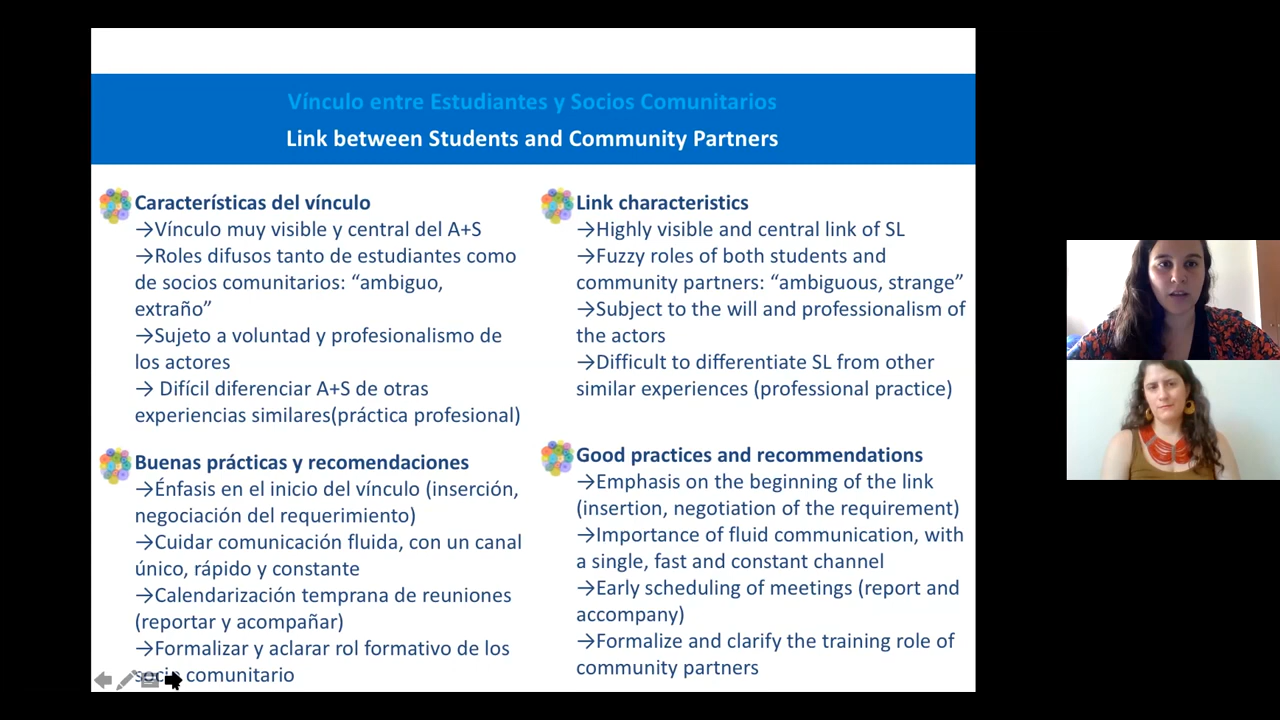 Vínculo entre Estudiantes y Socios Comunitarios
Link between Students and Community Partners
Características del vínculo
→Vínculo muy visible y central del A+S
→Roles difusos tanto de estudiantes como
de socios comunitarios: “ambiguo,
extraño”
→Sujeto a voluntad y profesionalismo de
los actores
→ Difícil diferenciar A+S de otras
experiencias similares(práctica profesional)
Buenas prácticas y recomendaciones
→Énfasis en el inicio del vínculo (inserción,
negociación del requerimiento)
→Cuidar comunicación fluida, con un canal
único, rápido y constante
→Calendarización temprana de reuniones
(reportar y acompañar)
→Formalizar y aclarar rol formativo de los
socio comunitario
Link characteristics
→Highly visible and central link of SL
→Fuzzy roles of both students and
community partners: “ambiguous, strange”
→Subject to the will and professionalism of
the actors
→Difficult to differentiate SL from other
similar experiences (professional practice)
Good practices and recommendations
→Emphasis on the beginning of the link
(insertion, negotiation of the requirement)
→Importance of fluid communication, with
a single, fast and constant channel
→Early scheduling of meetings (report and
accompany)
→Formalize and clarify the training role of
community partners